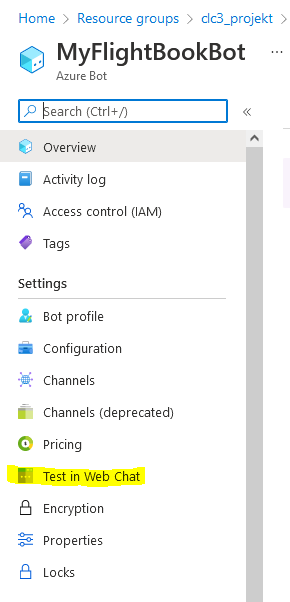 Home > Resource groups > clc3_projekt >
MyFlightBookBot ...
Azure Bot
Search (Ctrl+/) «
Overview
Activity log
Access control (IAM)
Tags
Settings
Bot profile
Configuration
Channels
Channels (deprecated)
Pricing
Test in Web Chat
Encryption
Properties
Locks